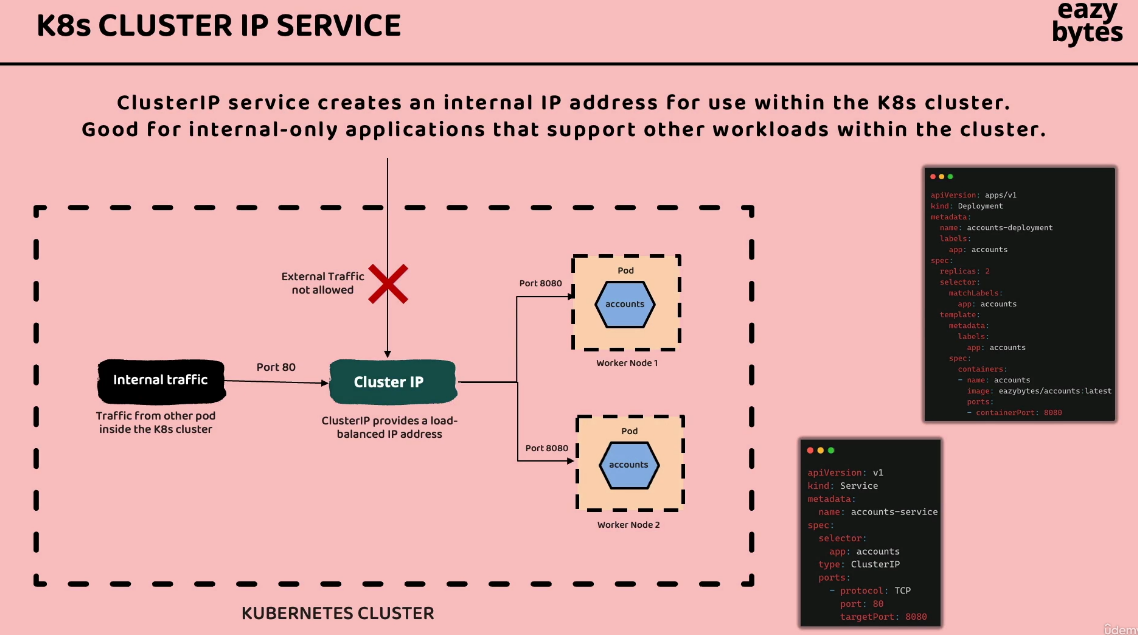 K8s CLUSTER IP SERVICE
eazy
bytes
ClusterIP service creates an internal IP address for use within the K8s cluster.
Good for internal-only applications that support other workloads within the cluster.
External Traffic
not allowed
Internal traffic
Traffic from other pod
inside the K8s cluster
Port 80
Cluster IP
ClusterIP provides a load-
balanced IP address
Port 8080
Pod
accounts
Worker Node 1
Port 8080
Pod
accounts
Worker Node 2
KUBERNETES CLUSTER
apiVersion: apps/v1
kind: Deployment
metadata:
  name: accounts-deployment
  labels:
    app: accounts
spec:
  replicas: 2
  selector:
    matchLabels:
      app: accounts
  template:
    metadata:
      labels:
        app: accounts
    spec:
      containers:
      - name: accounts
        image: eazybytes/accounts:latest
        ports:
        - containerPort: 8080
apiVersion: v1
kind: Service
metadata:
  name: accounts-service
spec:
  selector:
    app: accounts
  type: ClusterIP
  ports:
    - protocol: TCP
      port: 80
      targetPort: 8080